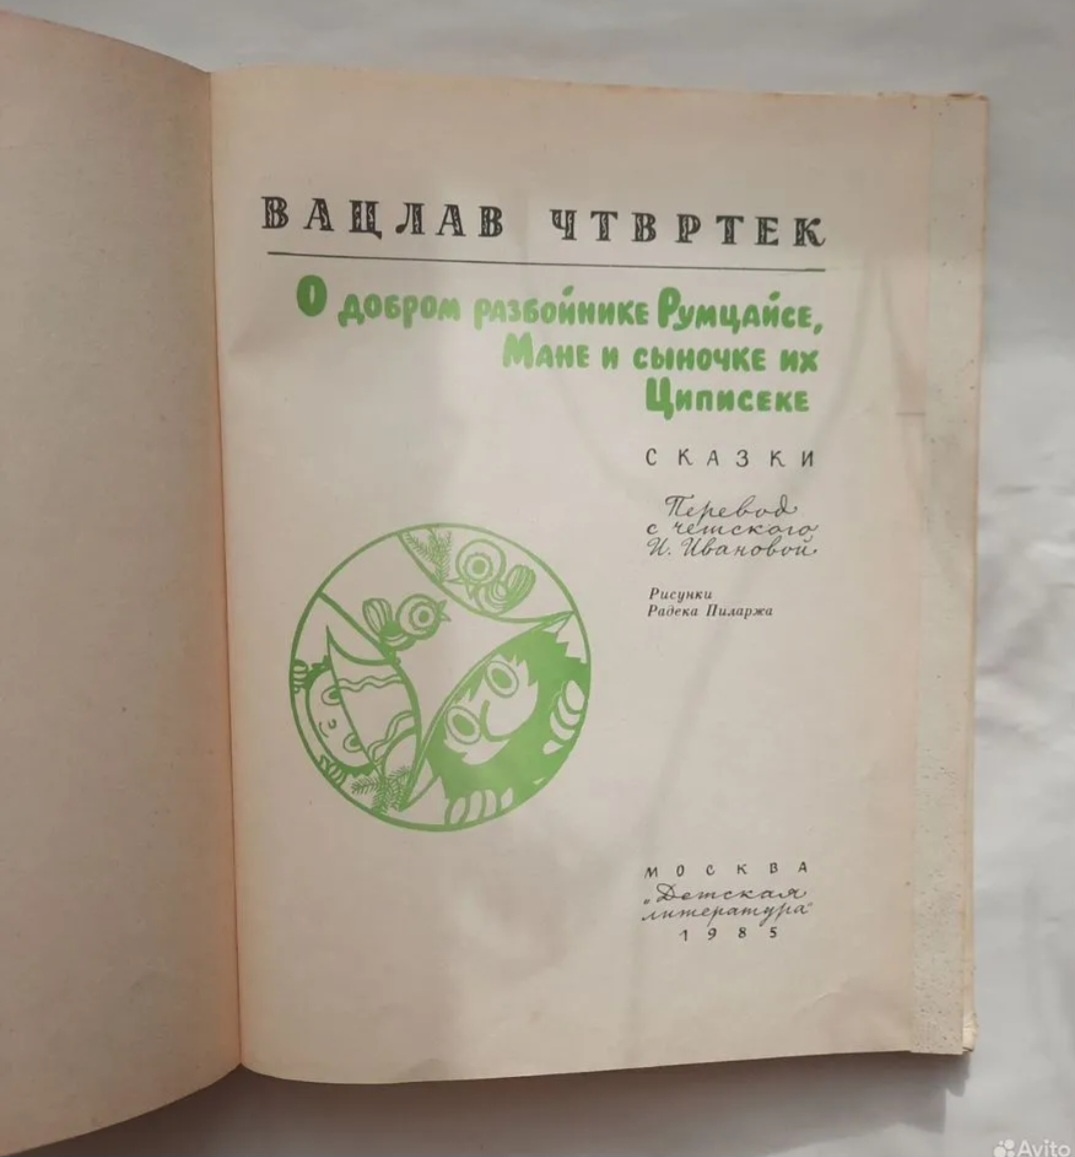 ВАЦЛАВ ЧТВРТЕК
О ДОБРОМ РАЗБОЙНИКЕ РУМЦАЙСЕ,
МАНЕ И СЫНОЧКЕ ИХ
ЦИПИСЕКЕ
СКАЗКИ
Перевод
с чешского
И. Ивановой
Рисунки
Радека Пиларжа
МОСКВА
„Детская
литература"
1985
Avito